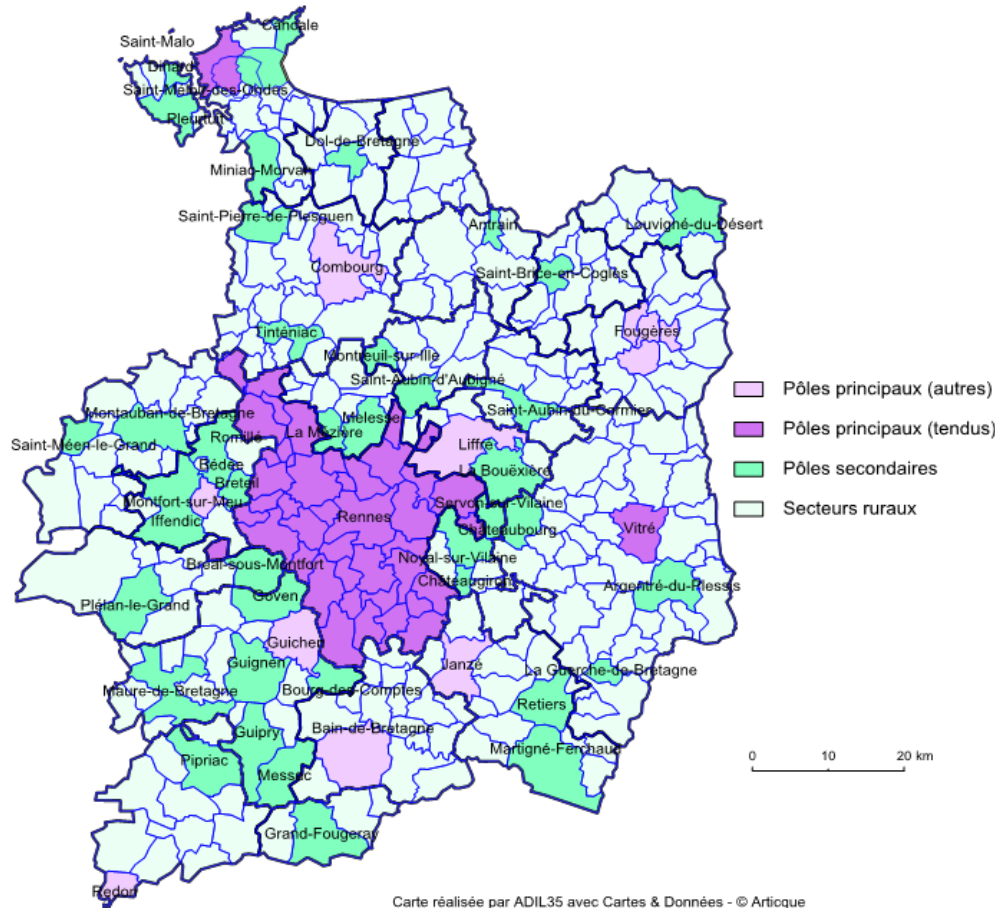 Cancale
Saint-Malo
Dinard
Saint-Méloir-des-Ondes
Pleurtuit
Dol-de-Bretagne
Miniac-Morvan
Saint-Pierre-de-Plesguen
Antrain
Louvigné-du-Désert
Combourg
Saint-Brice-en-Coglès
Tinténiac
Fougères
Montreuil-sur-Ille
Saint-Aubin-d'Aubigné
Pôles principaux (autres)
Montauban-de-Bretagne
Melesse
Saint-Aubin-du-Cormier
Pôles principaux (tendus)
Saint-Méen-le-Grand
Romillé
La Mézière
Liffré
Bédée
La Bouëxière
Pôles secondaires
Breteil
Montfort-sur-Meu
Servon-sur-Vilaine
Secteurs ruraux
Iffendic
Rennes
Châteaubourg
Vitré
Bréal-sous-Montfort
Noyal-sur-Vilaine
Châteaugiron
Argentré-du-Plessis
Plélan-le-Grand
Goven
Guichen
Guignen
Janzé
La Guerche-de-Bretagne
Maure-de-Bretagne
Bourg-des-Comptes
Retiers
Guipry
Bain-de-Bretagne
Martigné-Ferchaud
Pipriac
Messac
0 10 20 km
Grand-Fougeray
Redon
Carte réalisée par ADIL35 avec Cartes & Données - © Articque